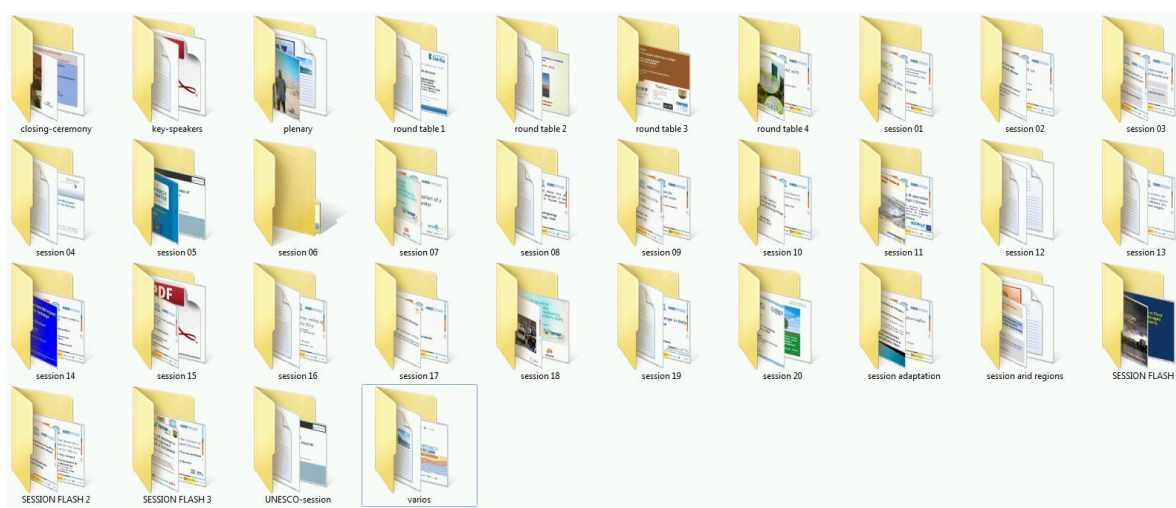 closing-ceremony
key-speakers
plenary
round table 1
round table 2
round table 3
round table 4
session 01
session 02
session 03
session 04
session 05
session 06
session 07
session 08
session 09
session 10
session 11
session 12
session 13
session 14
session 15
session 16
session 17
session 18
session 19
session 20
session adaptation
session arid regions
SESSION FLASH
SESSION FLASH 2
SESSION FLASH 3
UNESCO-session
varios
PDF